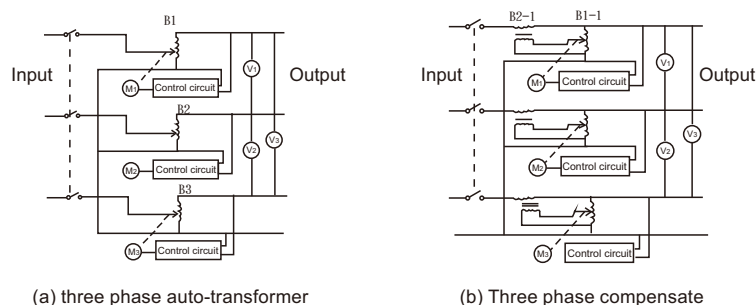 B1
Input
Output
V1
M1
Control circuit
B2
V2
V3
M2
Control circuit
B3
M3
Control circuit
(a) three phase auto-transformer
B2-1
B1-1
Input
Output
V1
M1
Control circuit
V2
V3
M2
Control circuit
M3
Control circuit
(b) Three phase compensate